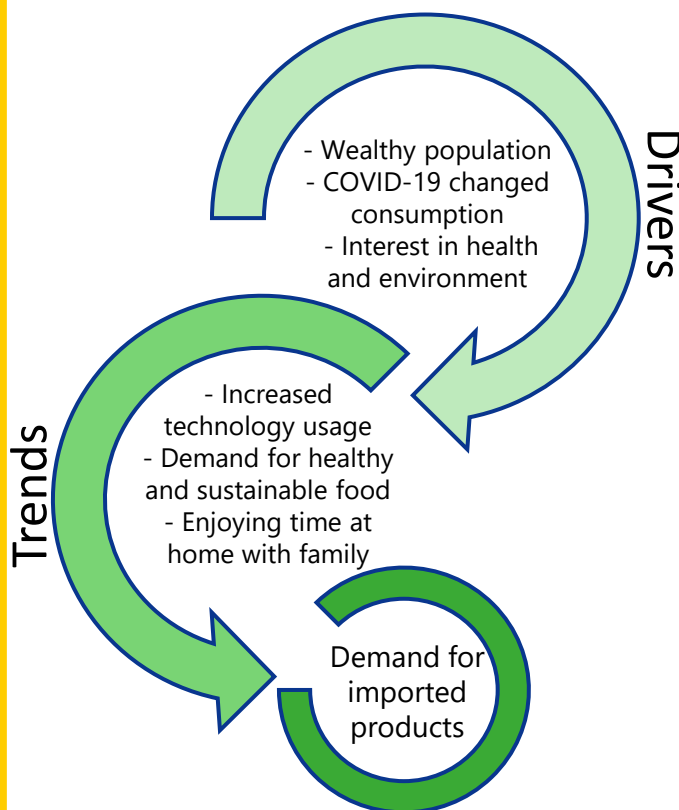 Drivers
- Wealthy population
- COVID-19 changed
consumption
- Interest in health
and environment
Trends
- Increased
technology usage
- Demand for healthy
and sustainable food
- Enjoying time at
home with family
Demand for
imported
products